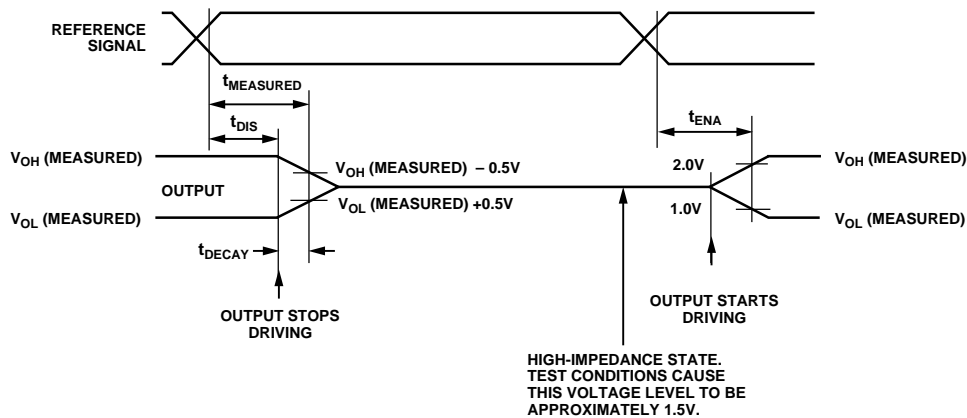 REFERENCE
SIGNAL
tMEASURED
tDIS
tENA
VOH (MEASURED)
VOH (MEASURED) – 0.5V
2.0V
VOH (MEASURED)
OUTPUT
VOL (MEASURED)
VOL (MEASURED) +0.5V
1.0V
VOL (MEASURED)
tDECAY
OUTPUT STOPS
DRIVING
OUTPUT STARTS
DRIVING
HIGH-IMPEDANCE STATE.
TEST CONDITIONS CAUSE
THIS VOLTAGE LEVEL TO BE
APPROXIMATELY 1.5V.